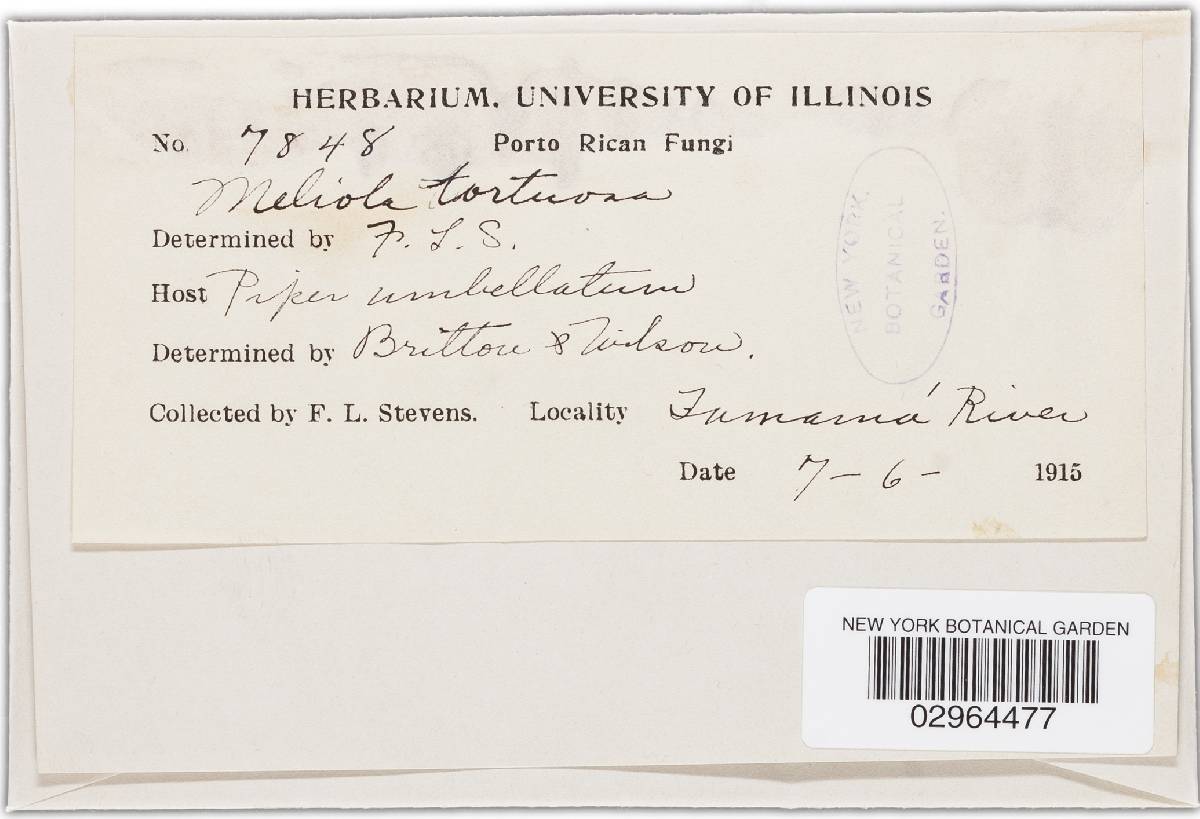 HERBARIUM, UNIVERSITY OF ILLINOIS
No. 7848 Porto Rican Fungi
Meliola tortuosa
Determined by F. L. S.
Host Piper umbellatum
Determined by Britton & Wilson.
Collected by F. L. Stevens. Locality Tamamá River
Date 7-6- 1915
NEW YORK
BOTANICAL
GARDEN.
NEW YORK BOTANICAL GARDEN
02964477